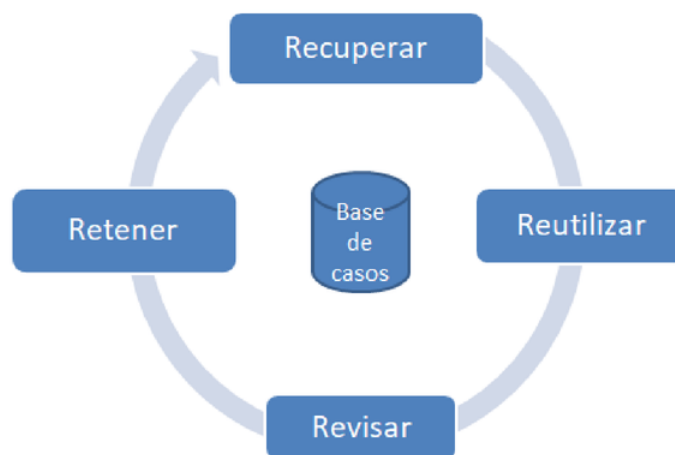 Recuperar
Retener
Base
de
casos
Reutilizar
Revisar